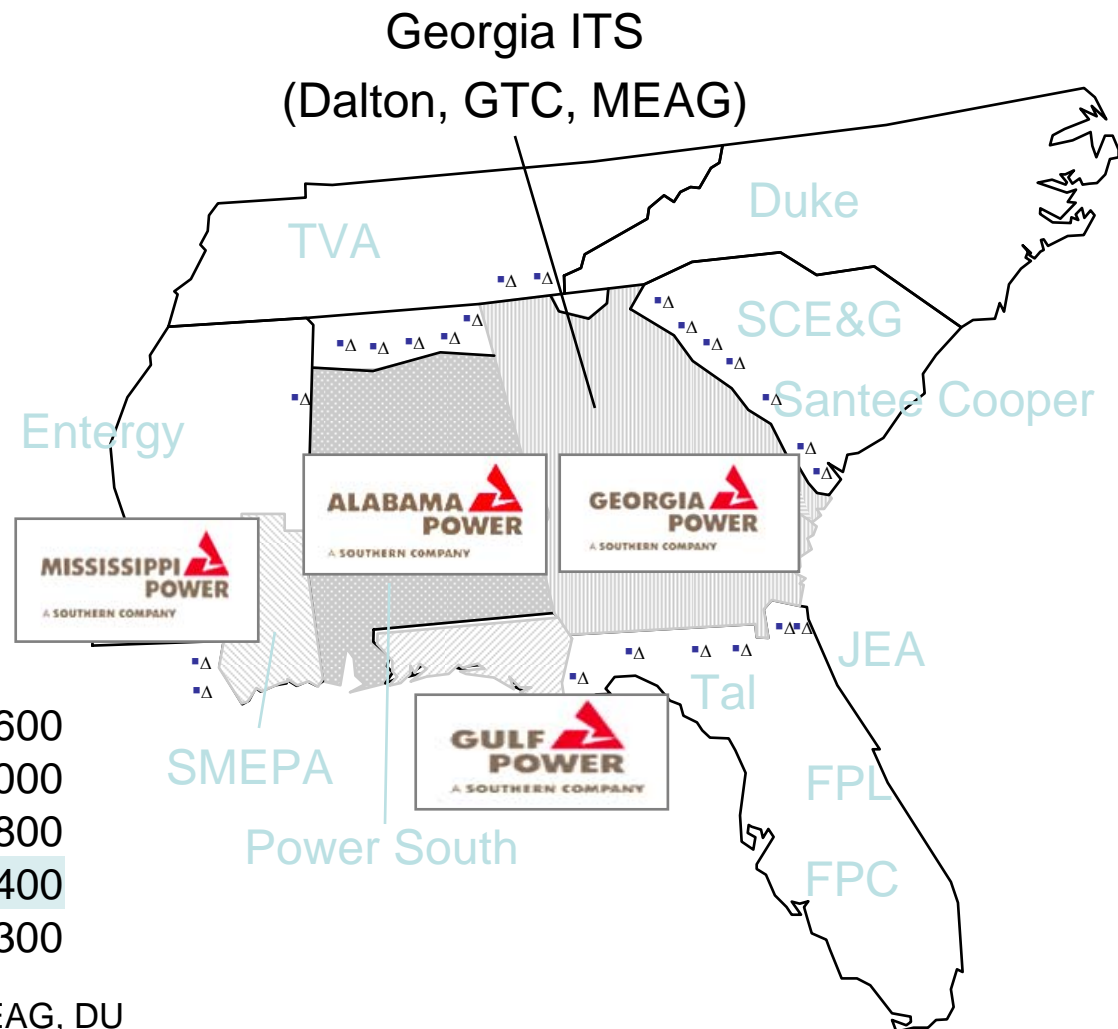 Georgia ITS
(Dalton, GTC, MEAG)
Duke
TVA
SCE&G
Santee Cooper
Entergy
ALABAMA
POWER
A SOUTHERN COMPANY
GEORGIA
POWER
A SOUTHERN COMPANY
MISSISSIPPI
POWER
A SOUTHERN COMPANY
JEA
Tal
GULF
POWER
A SOUTHERN COMPANY
SMEPA
FPL
Power South
FPC
600
000
800
400
300
EAG, DU